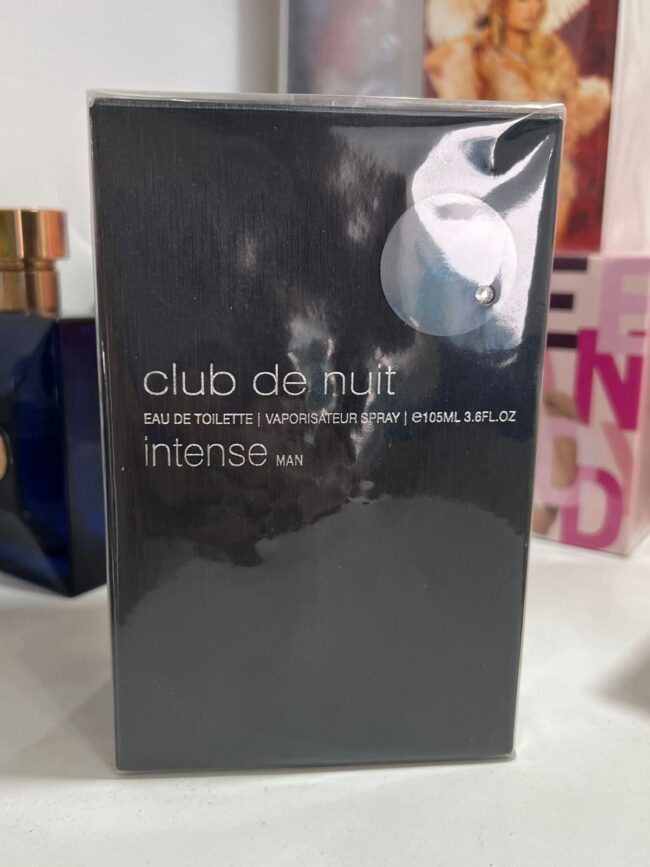 club de nuit
EAU DE TOILETTE | VAPORISATEUR SPRAY | ℮105ML 3.6FL.OZ
intense MAN